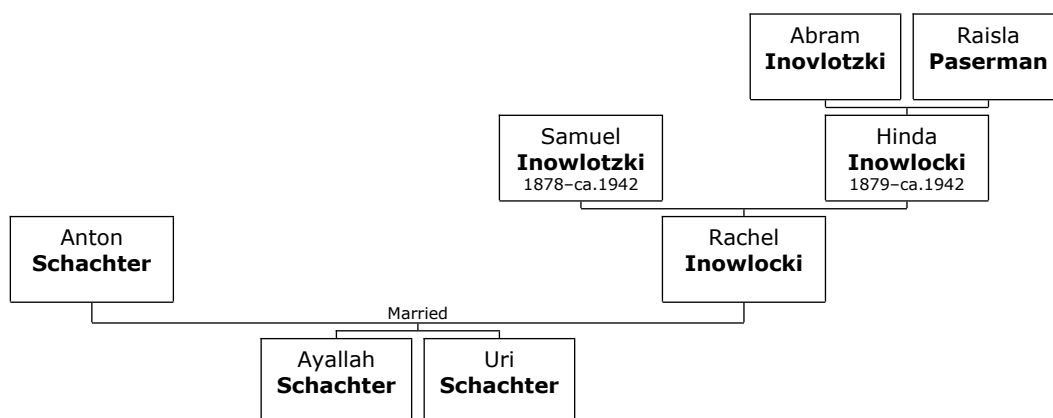 Abram
Inovlotzki
Raisla
Paserman
Samuel
Inowlotzki
1878–ca.1942
Hinda
Inowlocki
1879–ca.1942
Anton
Schachter
Rachel
Inowlocki
Married
Ayallah
Schachter
Uri
Schachter